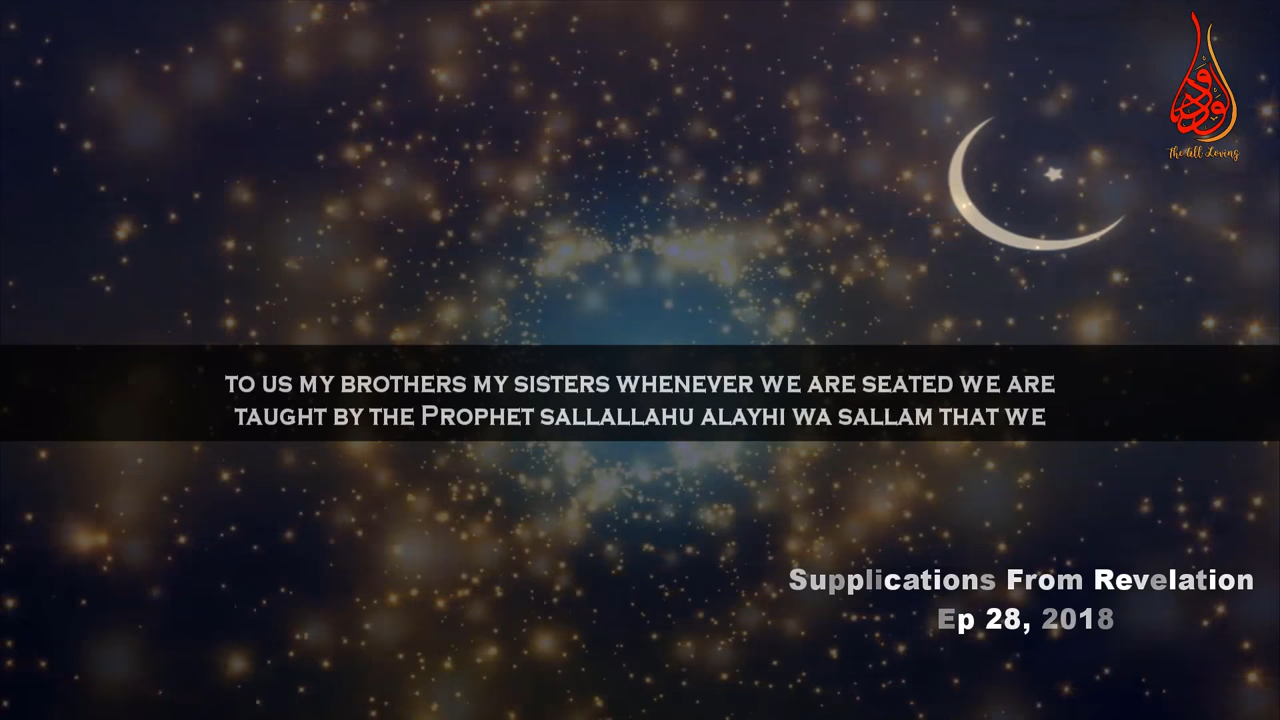 الودود
The All Loving
TO US MY BROTHERS MY SISTERS WHENEVER WE ARE SEATED WE ARE
TAUGHT BY THE PROPHET SALLALLAHU ALAYHI WA SALLAM THAT WE
Supplications From Revelation
Ep 28, 2018